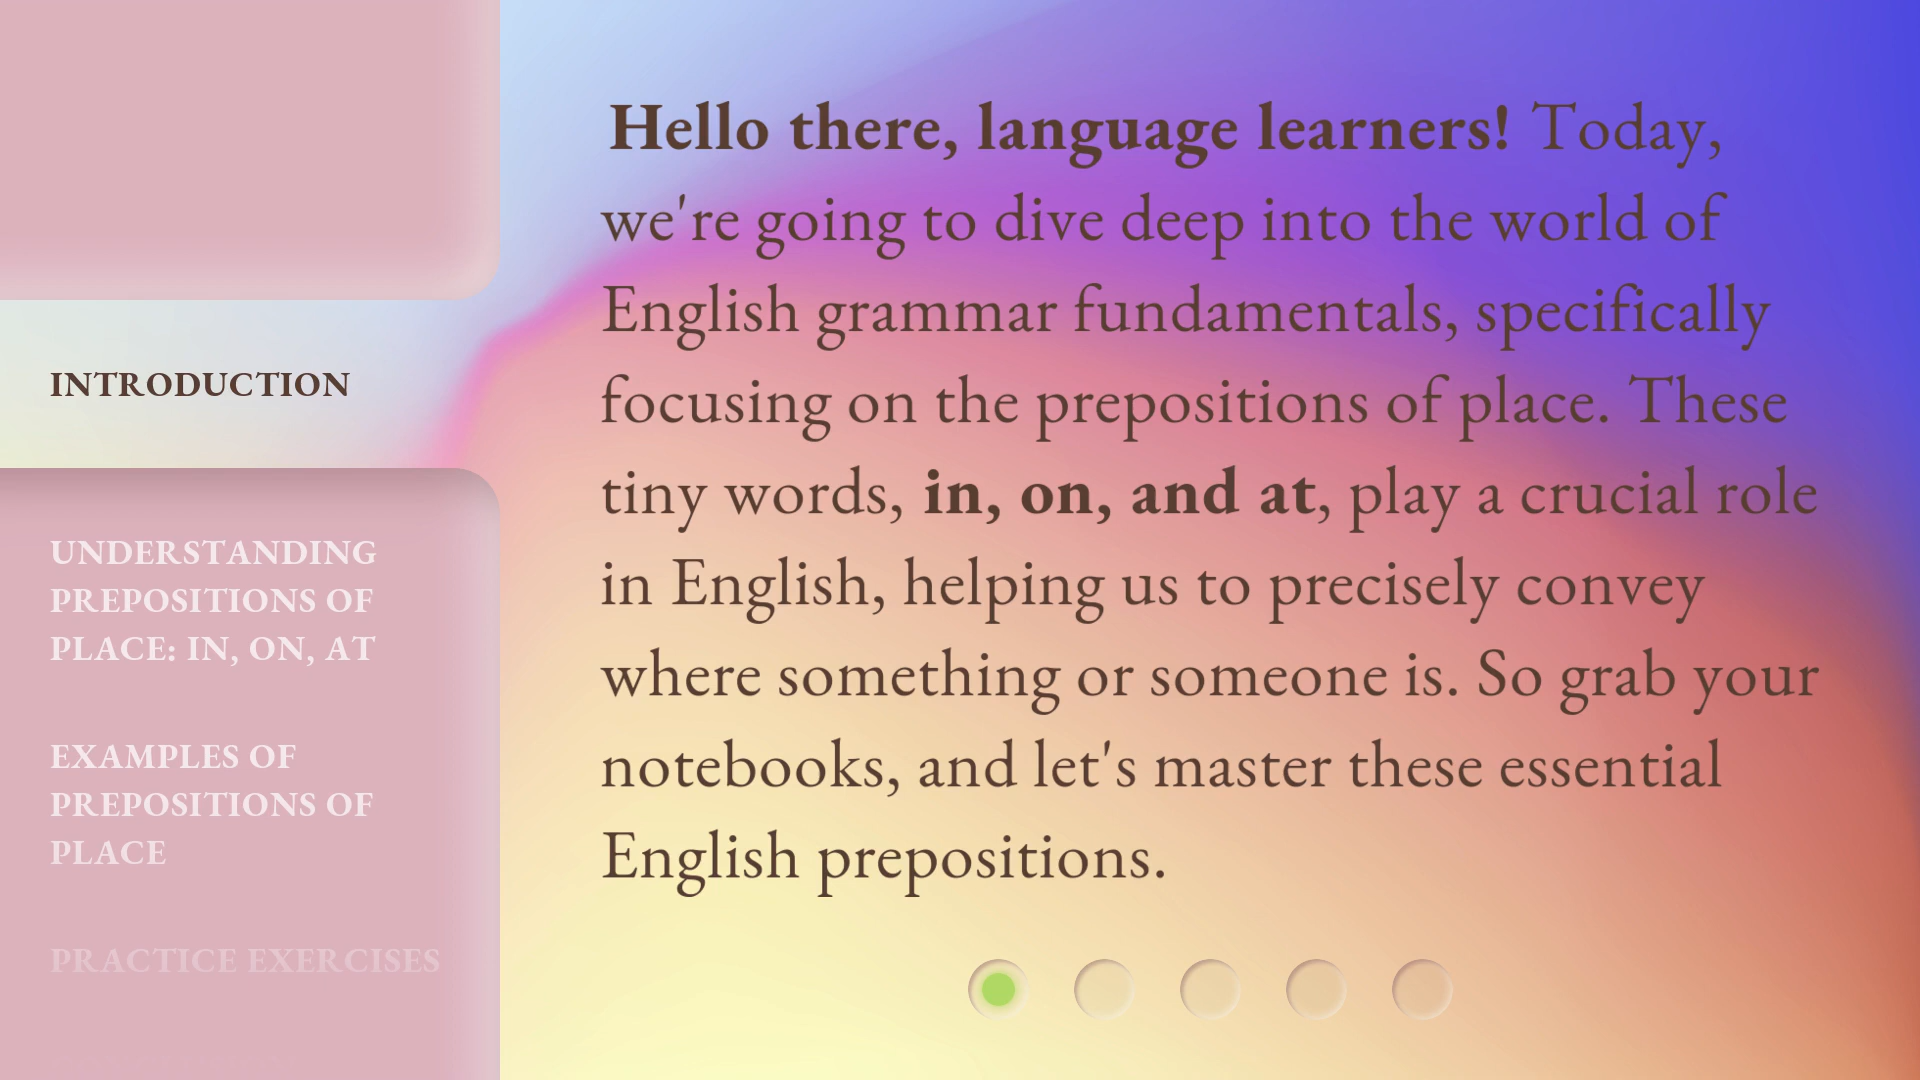 INTRODUCTION
UNDERSTANDING
PREPOSITIONS OF
PLACE: IN, ON, AT
EXAMPLES OF
PREPOSITIONS OF
PLACE
PRACTICE EXERCISES
Hello there, language learners! Today,
we're going to dive deep into the world of
English grammar fundamentals, specifically
focusing on the prepositions of place. These
tiny words, in, on, and at, play a crucial role
in English, helping us to precisely convey
where something or someone is. So grab your
notebooks, and let's master these essential
English prepositions.